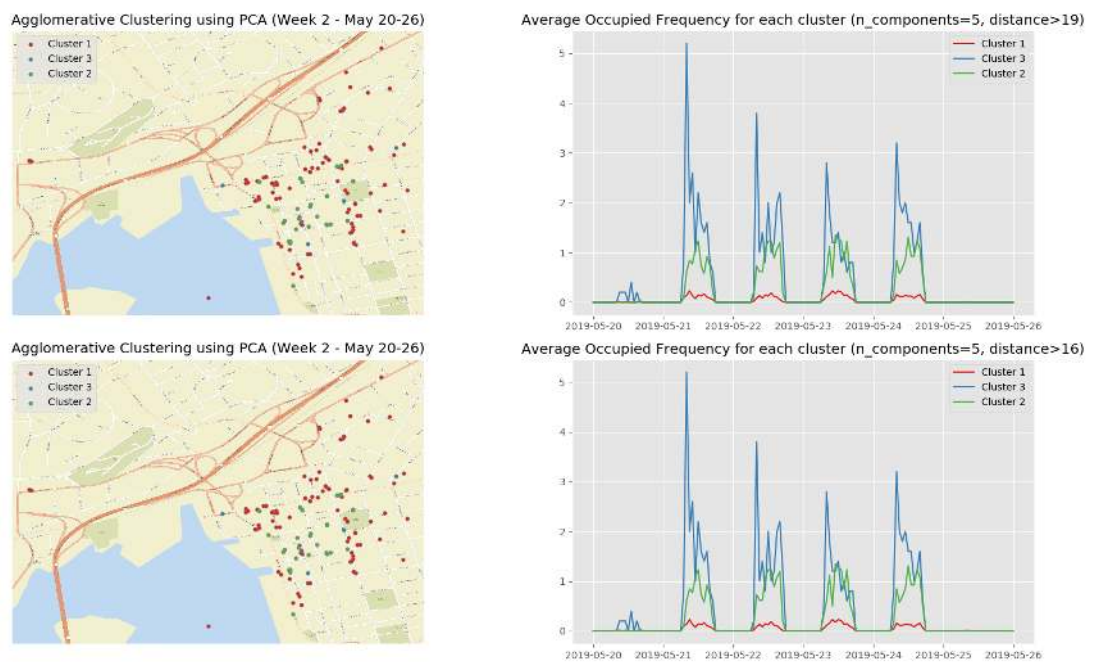 Agglomerative Clustering using PCA (Week 2 - May 20-26)
Cluster 1
Cluster 3
Cluster 2
Average Occupied Frequency for each cluster (n_components=5, distance>19)
Cluster 1
Cluster 3
Cluster 2
5
4
3
2
1
0
2019-05-20 2019-05-21 2019-05-22 2019-05-23 2019-05-24 2019-05-25 2019-05-26
Agglomerative Clustering using PCA (Week 2 - May 20-26)
Cluster 1
Cluster 3
Cluster 2
Average Occupied Frequency for each cluster (n_components=5, distance>16)
Cluster 1
Cluster 3
Cluster 2
5
4
3
2
1
0
2019-05-20 2019-05-21 2019-05-22 2019-05-23 2019-05-24 2019-05-25 2019-05-26